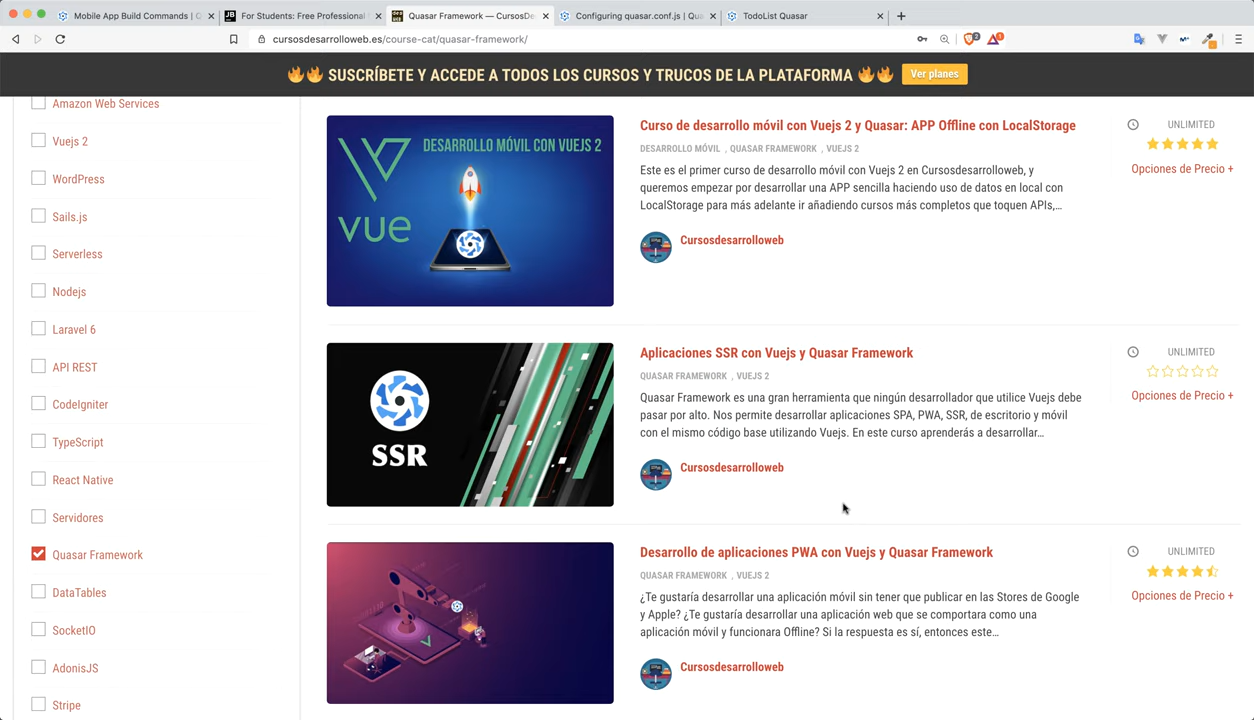 Mobile App Build Commands | Q
For Students: Free Professional
Quasar Framework — CursosDe
Configuring quasar.conf.js | Qua
TodoList Quasar
cursosdesarrolloweb.es/course-cat/quasar-framework/
SUSCRÍBETE Y ACCEDE A TODOS LOS CURSOS Y TRUCOS DE LA PLATAFORMA
Ver planes
Amazon Web Services
Vuejs 2
WordPress
Sails.js
Serverless
Nodejs
Laravel 6
API REST
CodeIgniter
TypeScript
React Native
Servidores
Quasar Framework
DataTables
SocketIO
AdonisJS
Stripe
DESARROLLO MÓVIL CON VUEJS 2
VUE
Curso de desarrollo móvil con Vuejs 2 y Quasar: APP Offline con LocalStorage
DESARROLLO MÓVIL , QUASAR FRAMEWORK , VUEJS 2
Este es el primer curso de desarrollo móvil con Vuejs 2 en Cursosdesarrolloweb, y
queremos empezar por desarrollar una APP sencilla haciendo uso de datos en local con
LocalStorage para más adelante ir añadiendo cursos más completos que toquen APIs,...
Cursosdesarrolloweb
UNLIMITED
Opciones de Precio +
SSR
Aplicaciones SSR con Vuejs y Quasar Framework
QUASAR FRAMEWORK , VUEJS 2
Quasar Framework es una gran herramienta que ningún desarrollador que utilice Vuejs debe
pasar por alto. Nos permite desarrollar aplicaciones SPA, PWA, SSR, de escritorio y móvil
con el mismo código base utilizando Vuejs. En este curso aprenderás a desarrollar...
Cursosdesarrolloweb
UNLIMITED
Opciones de Precio +
Desarrollo de aplicaciones PWA con Vuejs y Quasar Framework
QUASAR FRAMEWORK , VUEJS 2
¿Te gustaría desarrollar una aplicación móvil sin tener que publicar en las Stores de Google
y Apple? ¿Te gustaría desarrollar una aplicación web que se comportara como una
aplicación móvil y funcionara Offline? Si la respuesta es sí, entonces este...
Cursosdesarrolloweb
UNLIMITED
Opciones de Precio +